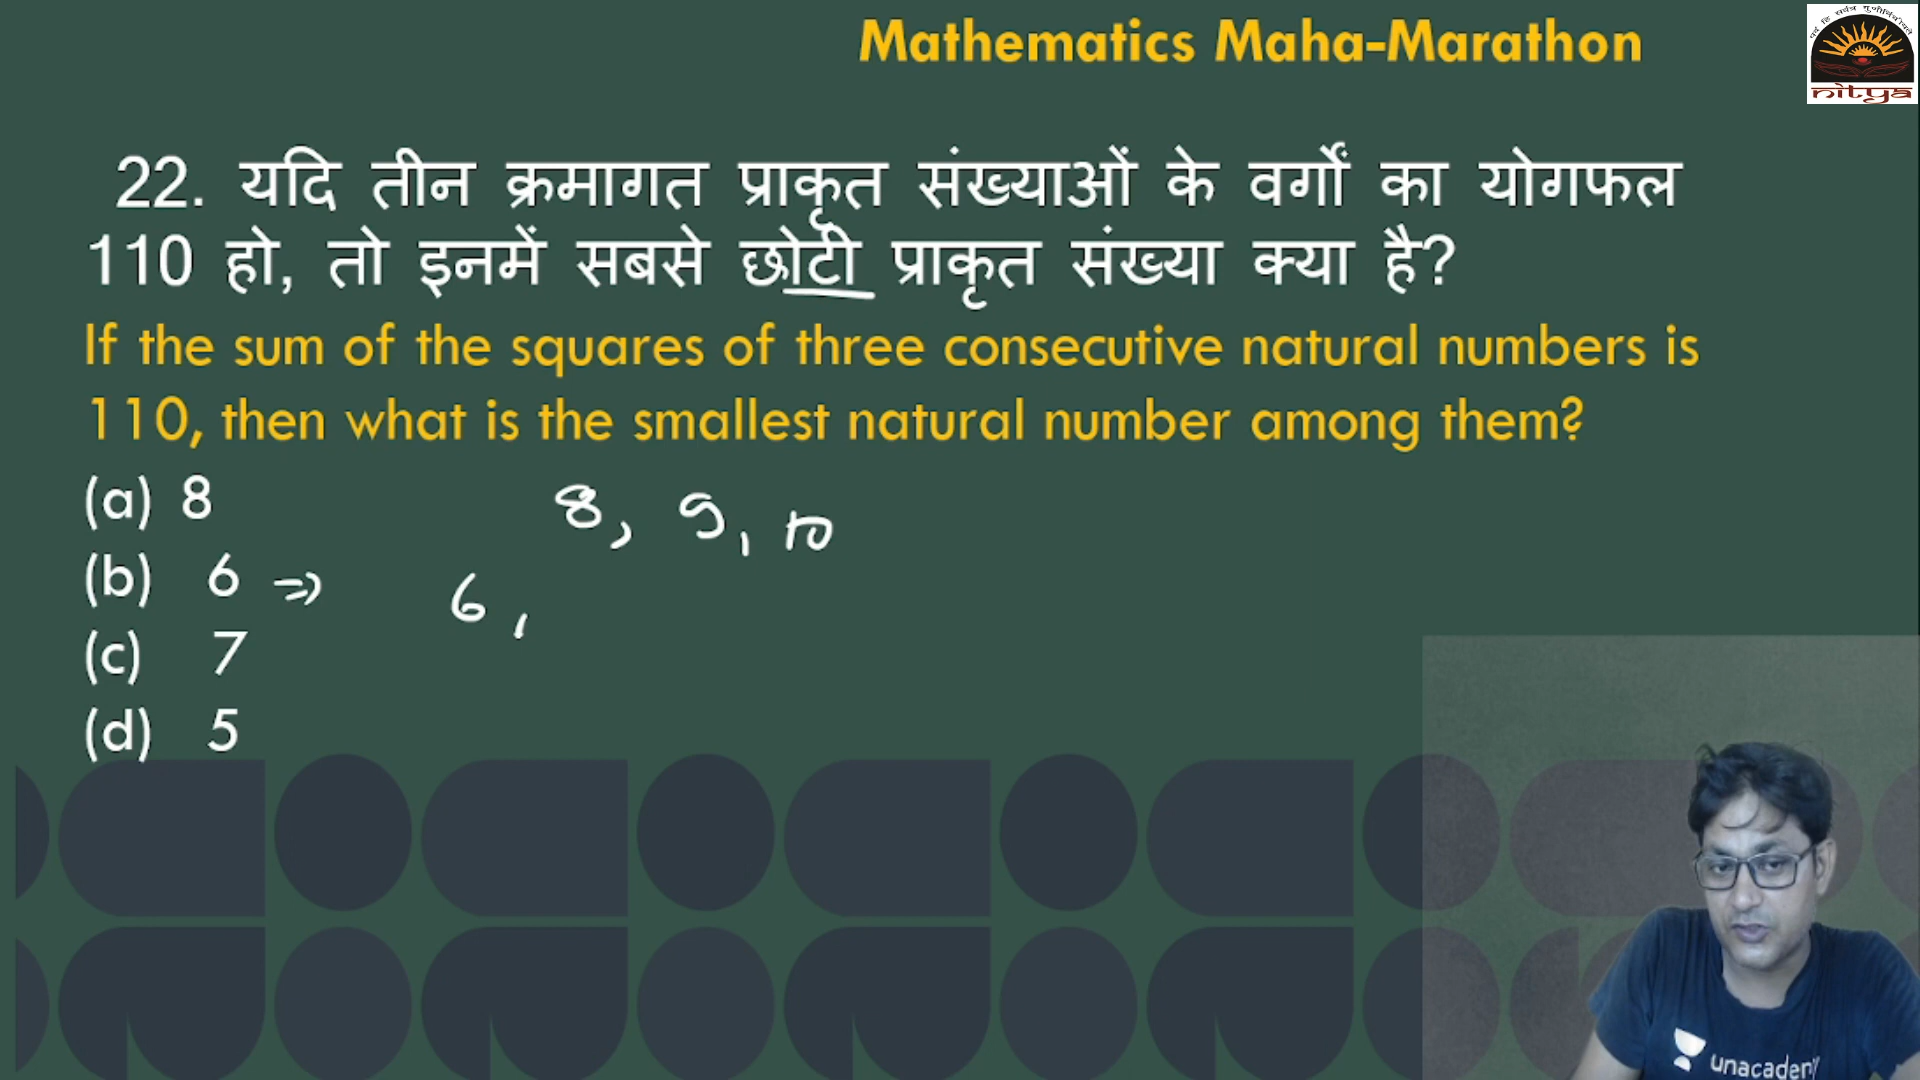 Mathematics Maha-Marathon
nitya
22. यदि तीन क्रमागत प्राकृत संख्याओं के वर्गों का योगफल
110 हो, तो इनमें सबसे छोटी प्राकृत संख्या क्या है?
If the sum of the squares of three consecutive natural numbers is
110, then what is the smallest natural number among them?
(a) 8
8, 9, 10
(b) 6 ⇒ 6,
(c) 7
(d) 5
unacademy